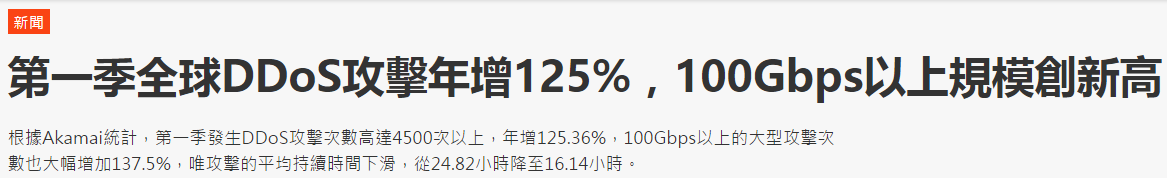 新聞
第一季全球DDoS攻擊年增125%，100Gbps以上規模創新高
根據Akamai統計，第一季發生DDoS攻擊次數高達4500次以上，年增125.36%，100Gbps以上的大型攻擊次
數也大幅增加137.5%，唯攻擊的平均持續時間下滑，從24.82小時降至16.14小時。